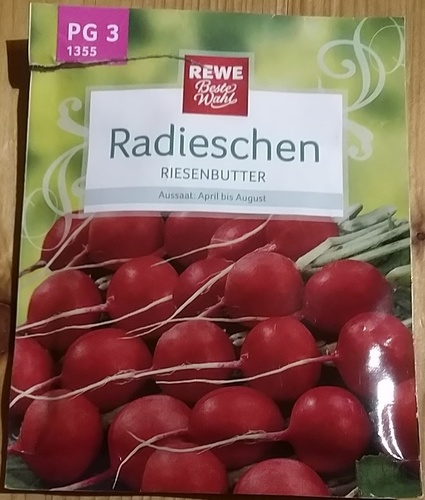 PG 3
1355
REWE
Beste
Wahl
Radieschen
RIESENBUTTER
Aussaat: April bis August